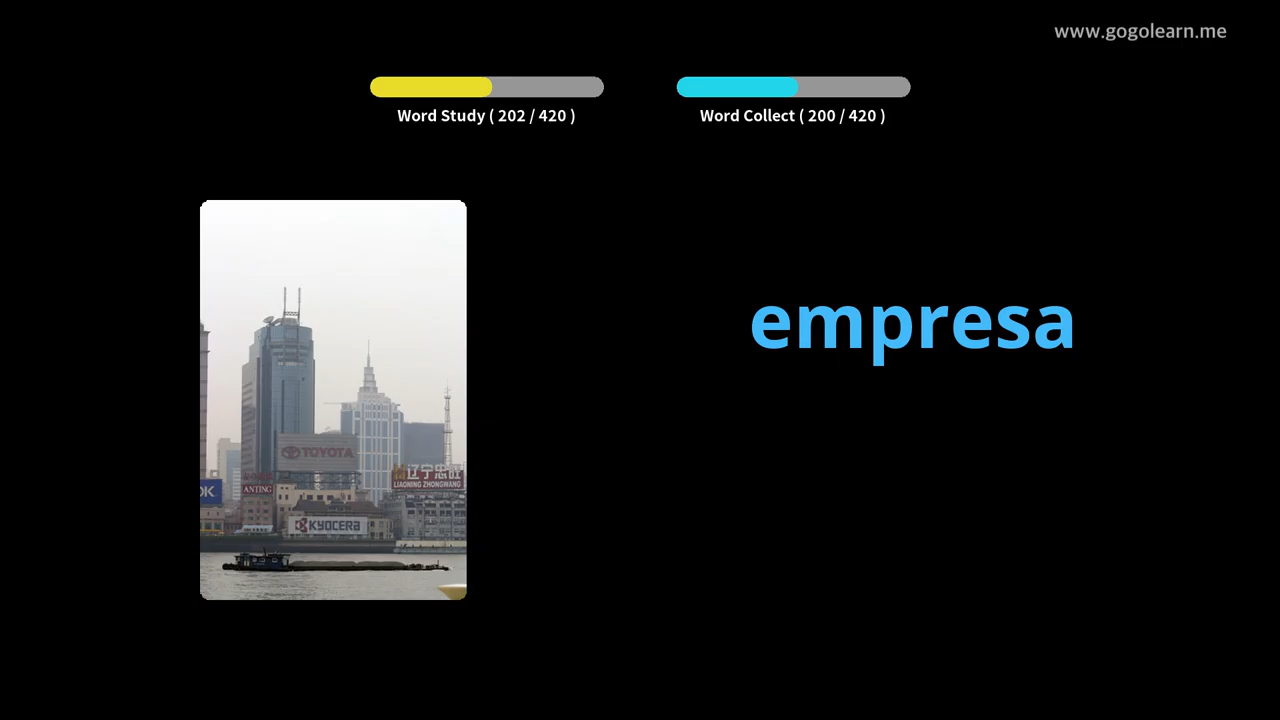 www.gogolearn.me
Word Study ( 202 / 420 )
Word Collect ( 200 / 420 )
empresa
TOYOTA
辽宁忠旺
LIAONING ZHONGWANG
OK
ANTING
KYOCERA